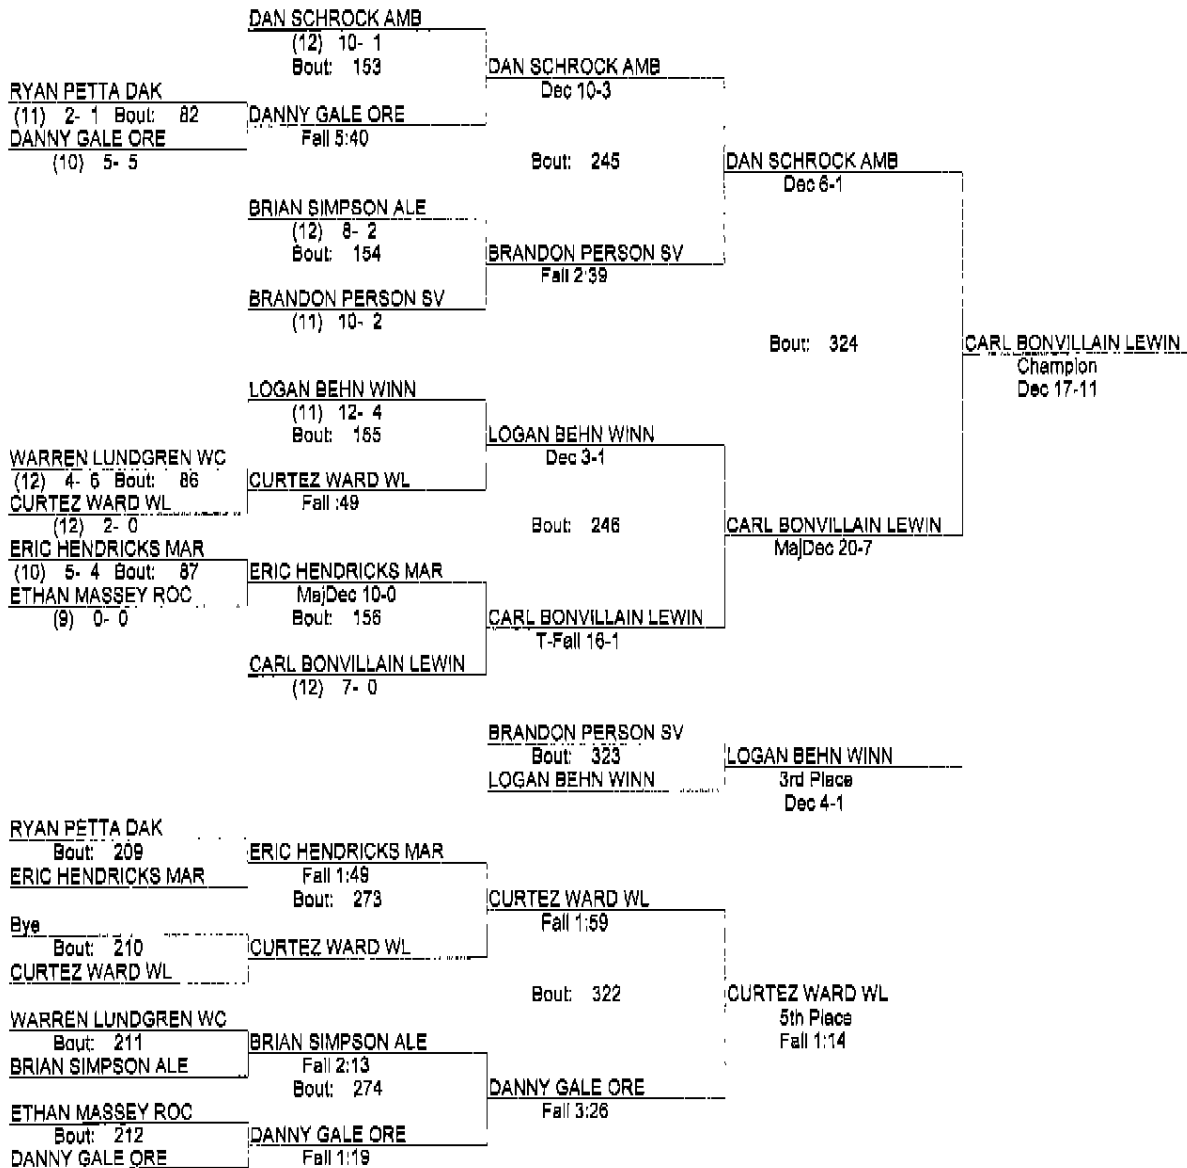 DAN SCHROCK AMB
(12) 10- 1
Bout: 153
DAN SCHROCK AMB
Dec 10-3
RYAN PETTA DAK
(11) 2- 1 Bout: 82
DANNY GALE ORE
Fall 5:40
DANNY GALE ORE
(10) 5- 5
Bout: 245
DAN SCHROCK AMB
Dec 6-1
BRIAN SIMPSON ALE
(12) 8- 2
Bout: 154
BRANDON PERSON SV
Fall 2:39
BRANDON PERSON SV
(11) 10- 2
Bout: 324
CARL BONVILLAIN LEWIN
Champion
Dec 17-11
LOGAN BEHN WINN
(11) 12- 4
Bout: 155
LOGAN BEHN WINN
Dec 3-1
WARREN LUNDGREN WC
(12) 4- 6 Bout: 86
CURTEZ WARD WL
Fall :49
CURTEZ WARD WL
(12) 2- 0
Bout: 246
CARL BONVILLAIN LEWIN
MajDec 20-7
ERIC HENDRICKS MAR
(10) 5- 4 Bout: 87
ERIC HENDRICKS MAR
MajDec 10-0
ETHAN MASSEY ROC
(9) 0- 0
Bout: 156
CARL BONVILLAIN LEWIN
T-Fall 16-1
CARL BONVILLAIN LEWIN
(12) 7- 0
BRANDON PERSON SV
Bout: 323
LOGAN BEHN WINN
LOGAN BEHN WINN
3rd Place
Dec 4-1
RYAN PETTA DAK
Bout: 209
ERIC HENDRICKS MAR
ERIC HENDRICKS MAR
Fall 1:49
Bout: 273
CURTEZ WARD WL
Fall 1:59
Bye
Bout: 210
CURTEZ WARD WL
CURTEZ WARD WL
Bout: 322
CURTEZ WARD WL
5th Place
Fall 1:14
WARREN LUNDGREN WC
Bout: 211
BRIAN SIMPSON ALE
BRIAN SIMPSON ALE
Fall 2:13
Bout: 274
DANNY GALE ORE
Fall 3:26
ETHAN MASSEY ROC
Bout: 212
DANNY GALE ORE
DANNY GALE ORE
Fall 1:19